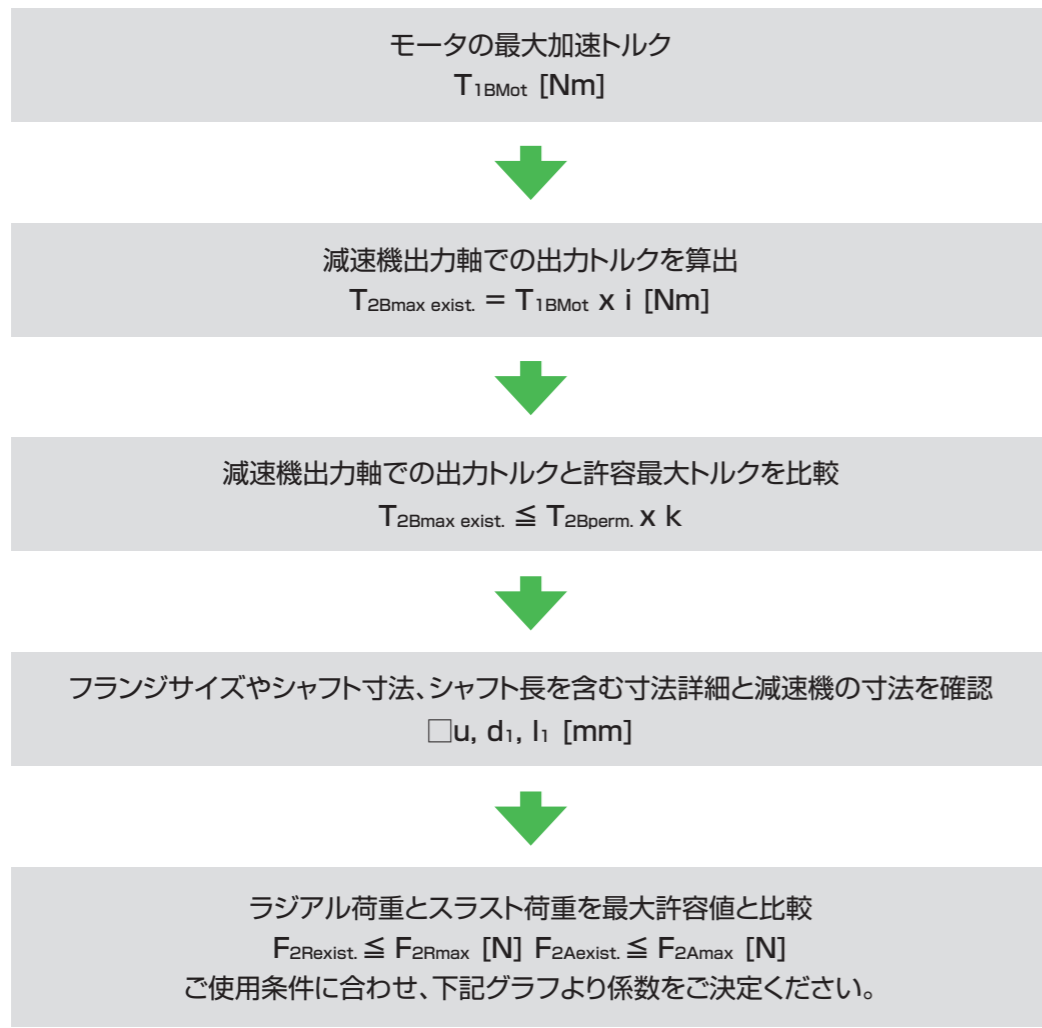 モータの最大加速トルク
T1BMot [Nm]
減速機出力軸での出力トルクを算出
T2Bmax exist. = T1BMot x i [Nm]
減速機出力軸での出力トルクと許容最大トルクを比較
T2Bmax exist. ≦ T2Bperm. x k
フランジサイズやシャフト寸法、シャフト長を含む寸法詳細と減速機の寸法を確認
□u, d1, l1 [mm]
ラジアル荷重とスラスト荷重を最大許容値と比較
F2Rexist. ≦ F2Rmax [N] F2Aexist. ≦ F2Amax [N]
ご使用条件に合わせ、下記グラフより係数をご決定ください。